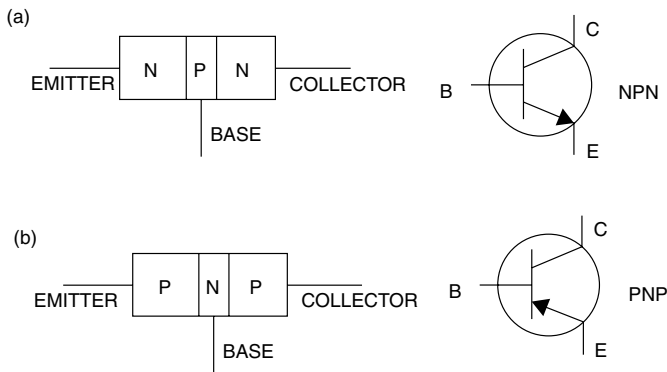 (a)
N P N
EMITTER
COLLECTOR
BASE
C
B
NPN
E
(b)
P N P
EMITTER
COLLECTOR
BASE
C
B
PNP
E